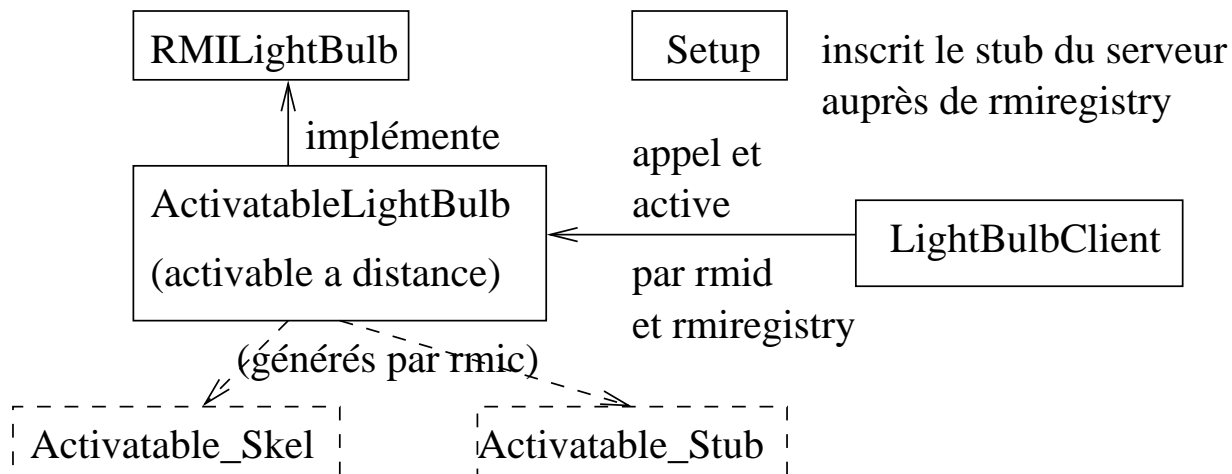 RMILightBulb
Setup
inscrit le stub du serveur
auprès de rmiregistry
implémente
appel et
active
ActivatableLightBulb
(activable a distance)
LightBulbClient
par rmid
et rmiregistry
(générés par rmic)
Activatable_Skel
Activatable_Stub